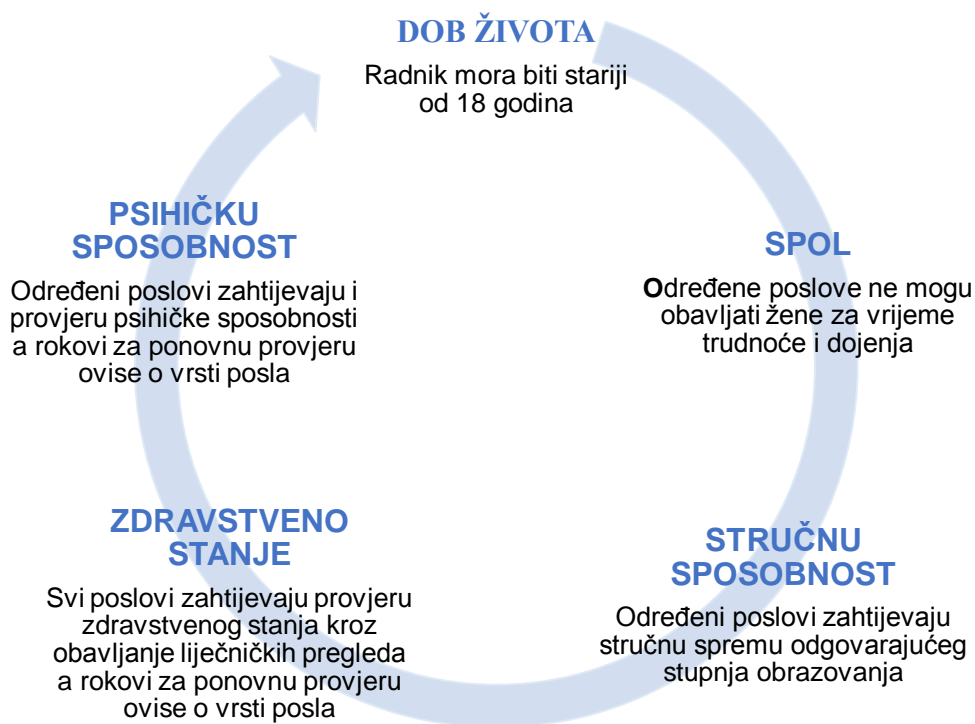 DOB ŽIVOTA
Radnik mora biti stariji
od 18 godina
SPOL
Određene poslove ne mogu
obavljati žene za vrijeme
trudnoće i dojenja
STRUČNU
SPOSOBNOST
Određeni poslovi zahtijevaju
stručnu spremu odgovarajućeg
stupnja obrazovanja
ZDRAVSTVENO
STANJE
Svi poslovi zahtijevaju provjeru
zdravstvenog stanja kroz
obavljanje liječničkih pregleda
a rokovi za ponovnu provjeru
ovise o vrsti posla
PSIHIČKU
SPOSOBNOST
Određeni poslovi zahtijevaju i
provjeru psihičke sposobnosti
a rokovi za ponovnu provjeru
ovise o vrsti posla